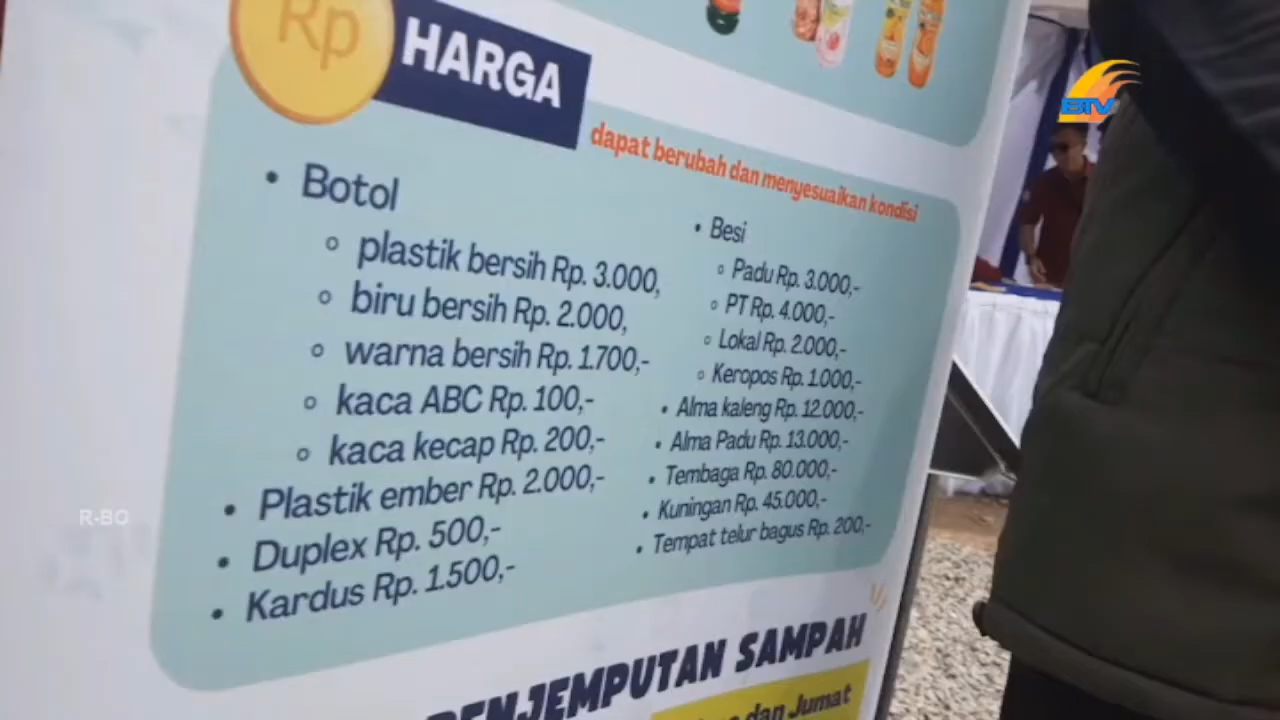 Rp
HARGA
dapat berubah dan menyesuaikan kondisi
• Botol
◦ plastik bersih Rp. 3.000,
◦ biru bersih Rp. 2.000,
◦ warna bersih Rp. 1.700,-
◦ kaca ABC Rp. 100,-
◦ kaca kecap Rp. 200,-
• Plastik ember Rp. 2.000,-
• Duplex Rp. 500,-
• Kardus Rp. 1.500,-
• Besi
◦ Padu Rp. 3.000,-
◦ PT Rp. 4.000,-
◦ Lokal Rp. 2.000,-
◦ Keropos Rp. 1.000,-
• Alma kaleng Rp. 12.000,-
• Alma Padu Rp. 13.000,-
• Tembaga Rp. 80.000,-
• Kuningan Rp. 45.000,-
• Tempat telur bagus Rp. 200,-
PENJEMPUTAN SAMPAH
dan Jumat
BTV
R-BO